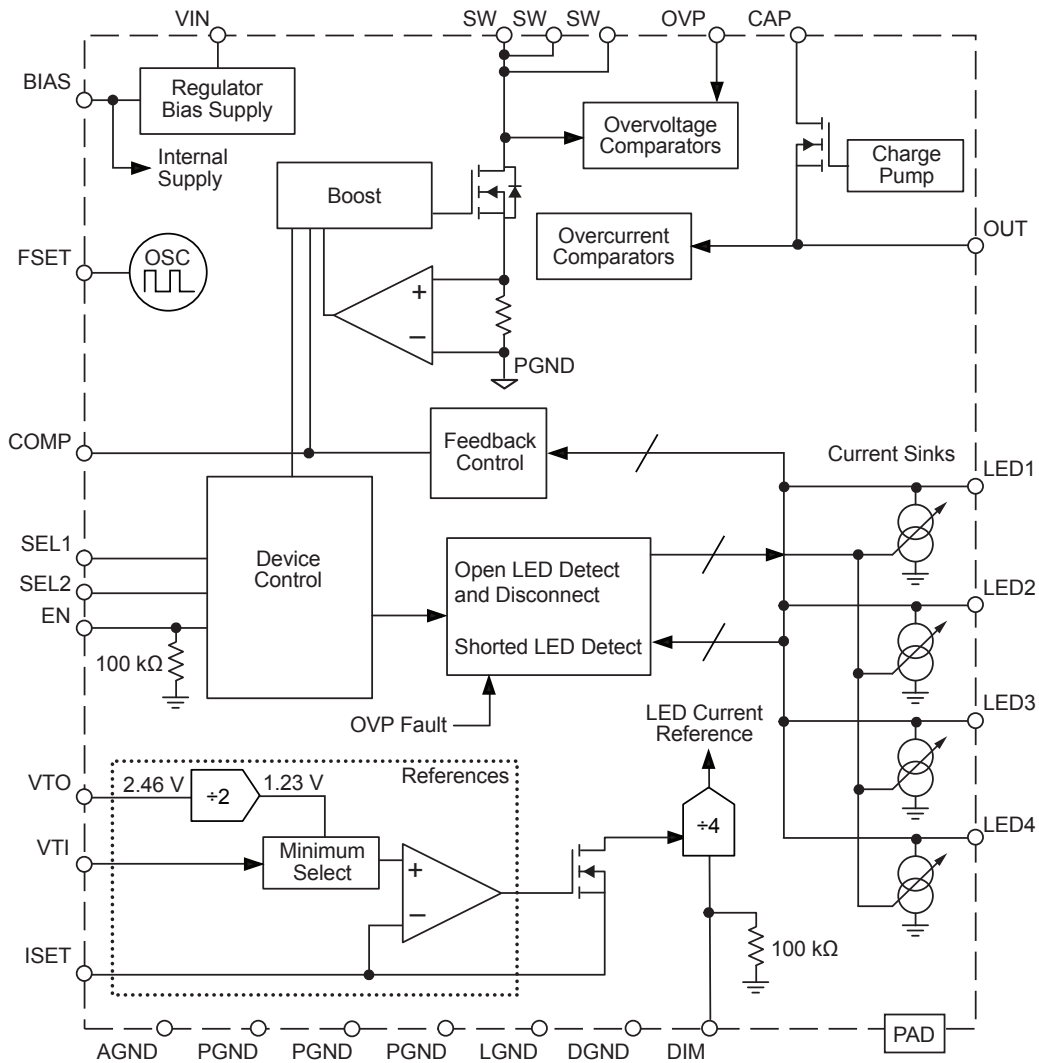 VIN
SW
SW
SW
OVP
CAP
BIAS
Regulator
Bias Supply
Internal
Supply
Overvoltage
Comparators
Charge
Pump
Boost
Overcurrent
Comparators
OUT
FSET
OSC
+
−
PGND
COMP
Feedback
Control
Current Sinks
LED1
SEL1
SEL2
EN
100 kΩ
Device
Control
Open LED Detect
and Disconnect
Shorted LED Detect
LED2
OVP Fault
LED Current
Reference
LED3
References
VTO
2.46 V
÷2
1.23 V
÷4
LED4
VTI
Minimum
Select
+
−
ISET
100 kΩ
AGND
PGND
PGND
PGND
LGND
DGND
DIM
PAD